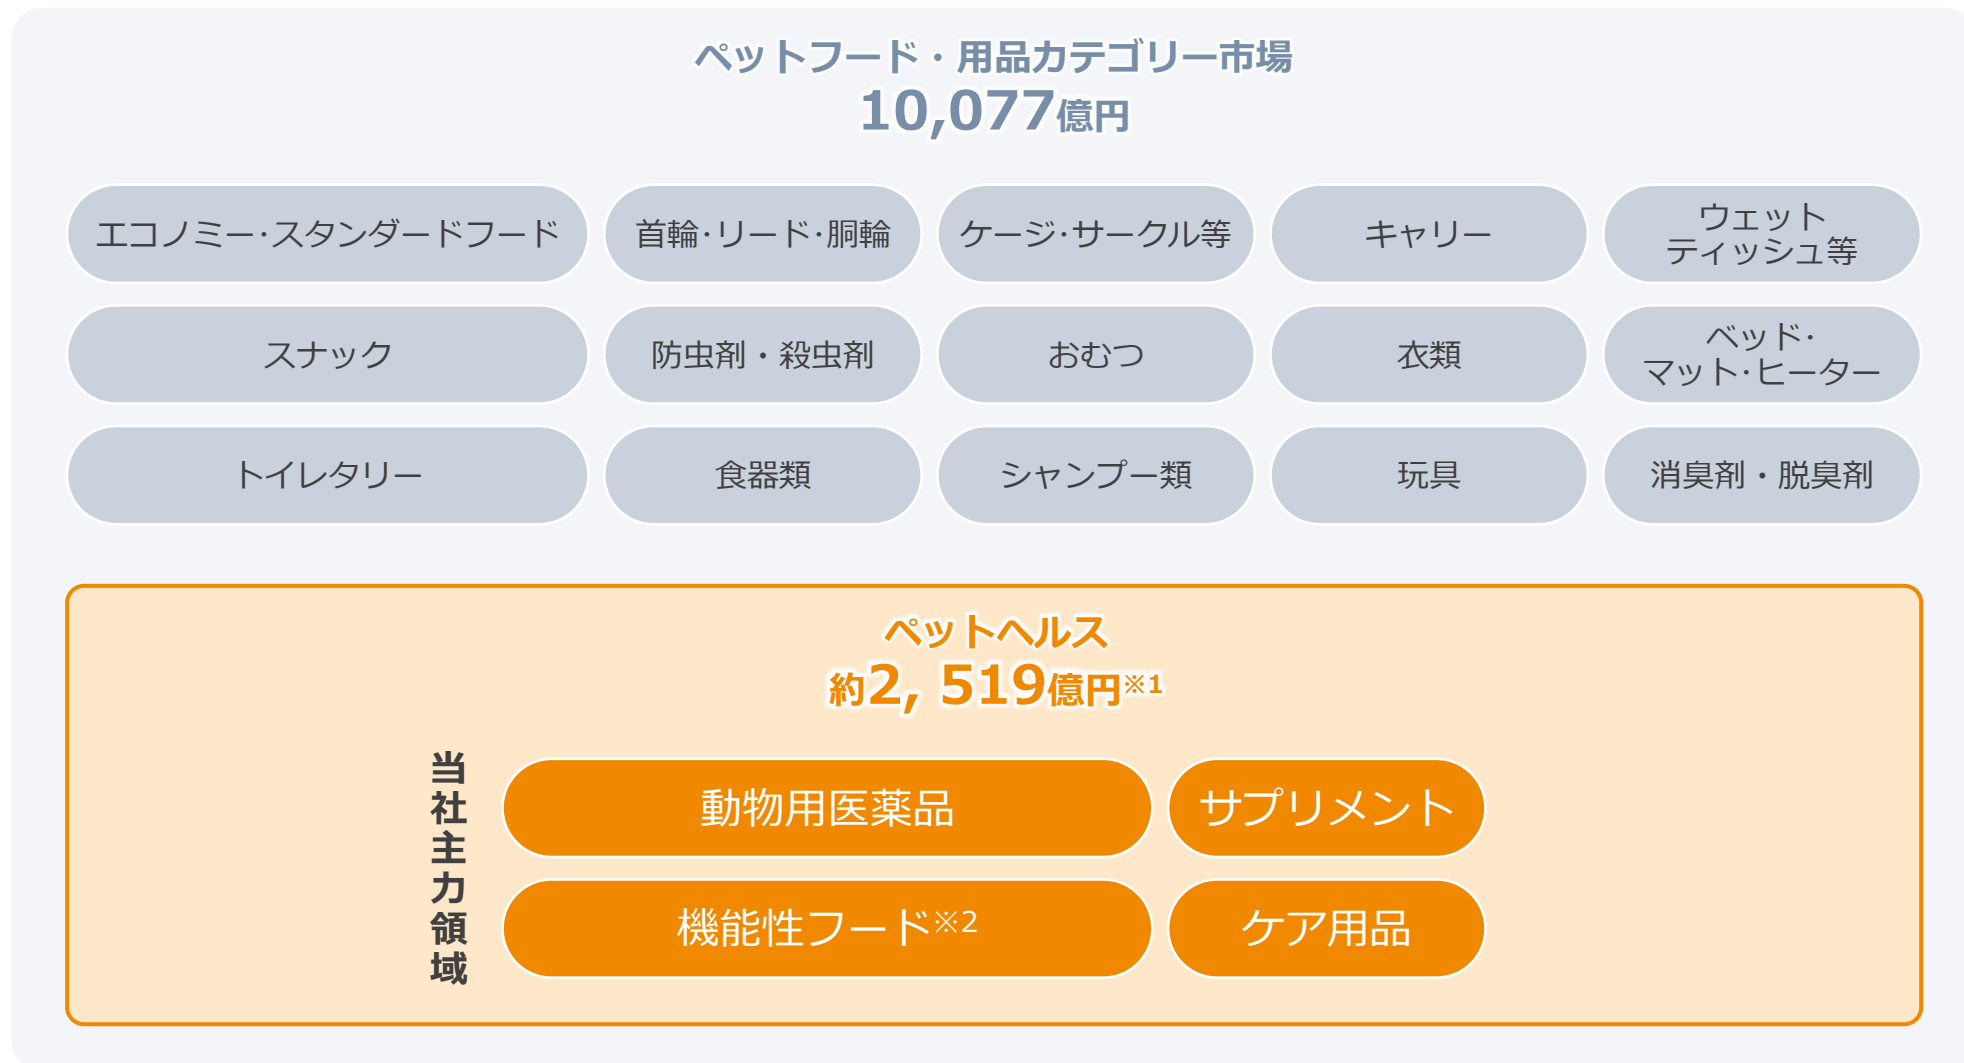 ペットフード・用品カテゴリー市場
10,077億円
エコノミー・スタンダードフード
首輪・リード・胴輪
ケージ・サークル等
キャリー
ウェット
ティッシュ等
スナック
防虫剤・殺虫剤
おむつ
衣類
ベッド・
マット・ヒーター
トイレタリー
食器類
シャンプー類
玩具
消臭剤・脱臭剤
ペットヘルス
約2, 519億円※1
当社主力領域
動物用医薬品
サプリメント
機能性フード※2
ケア用品